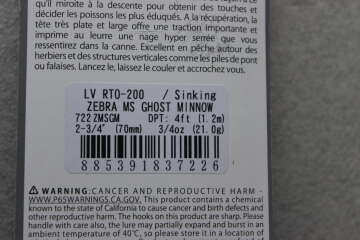 qu'il miroite à la descente pour obtenir des touches et
décider les poissons les plus éduqués. A la récupération, la
tête très plate et large offre une traction importante et
imprime au leurre une nage hyper serrée que vous
ressentirez dans la canne. Excellent en pêche autour des
herbiers et des structures verticales comme les piles de pont
ou falaises. Lancez le, laissez le couler et accrochez vous.
LV RTO-200 / Sinking
ZEBRA MS GHOST MINNOW
722ZMSGM DPT: 4ft (1.2m)
2-3/4" (70mm) 3/4oz (21.0g)
885391837226
⚠ WARNING: CANCER AND REPRODUCTIVE HARM -
WWW.P65WARNINGS.CA.GOV. This product contains a chemical
known to the state of California to cause cancer and birth defects and
other reproductive harm. The hooks on this product are sharp. Please
handle with care also, the lure may partially expand and burst in an
ambient temperature of 40°C, so please store it in a location of